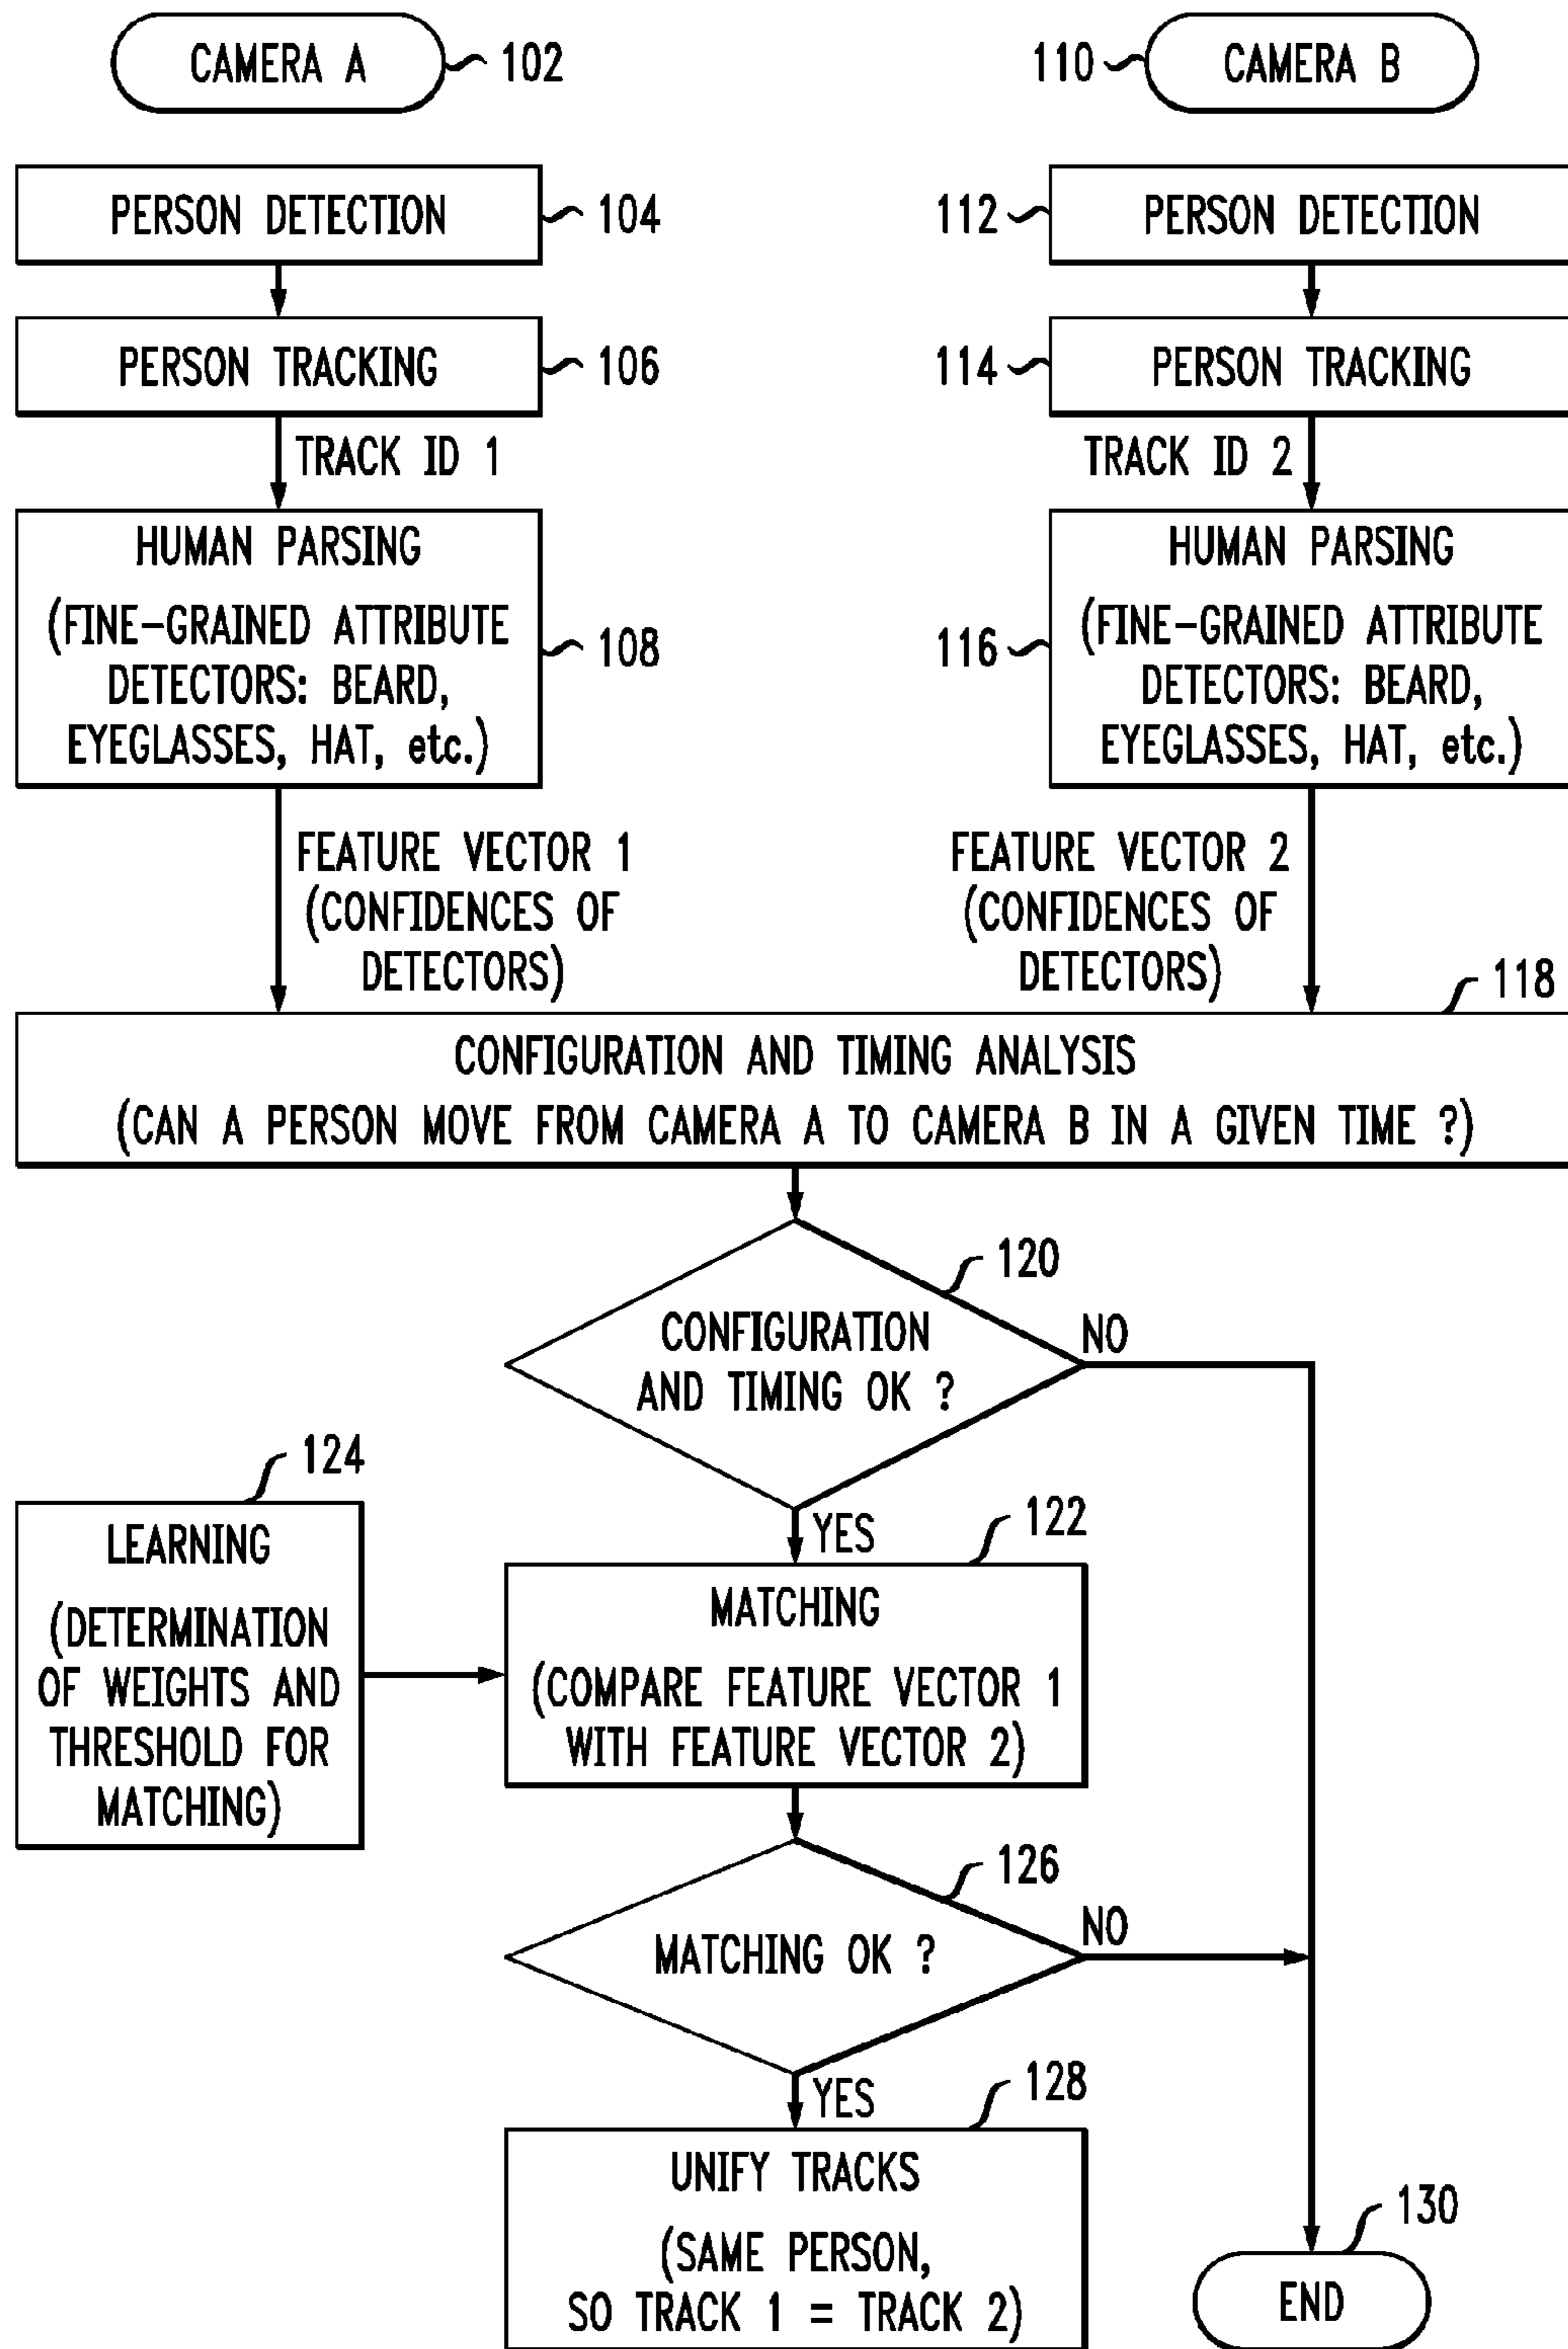 CAMERA A
102
110
CAMERA B
PERSON DETECTION
104
112
PERSON DETECTION
PERSON TRACKING
106
114
PERSON TRACKING
TRACK ID 1
TRACK ID 2
HUMAN PARSING
(FINE-GRAINED ATTRIBUTE
DETECTORS: BEARD,
EYEGLASSES, HAT, etc.)
108
116
HUMAN PARSING
(FINE-GRAINED ATTRIBUTE
DETECTORS: BEARD,
EYEGLASSES, HAT, etc.)
FEATURE VECTOR 1
(CONFIDENCES OF
DETECTORS)
FEATURE VECTOR 2
(CONFIDENCES OF
DETECTORS)
118
CONFIGURATION AND TIMING ANALYSIS
(CAN A PERSON MOVE FROM CAMERA A TO CAMERA B IN A GIVEN TIME ?)
120
CONFIGURATION
AND TIMING OK ?
NO
YES
124
LEARNING
(DETERMINATION
OF WEIGHTS AND
THRESHOLD FOR
MATCHING)
122
MATCHING
(COMPARE FEATURE VECTOR 1
WITH FEATURE VECTOR 2)
126
MATCHING OK ?
NO
YES
128
UNIFY TRACKS
(SAME PERSON,
SO TRACK 1 = TRACK 2)
130
END